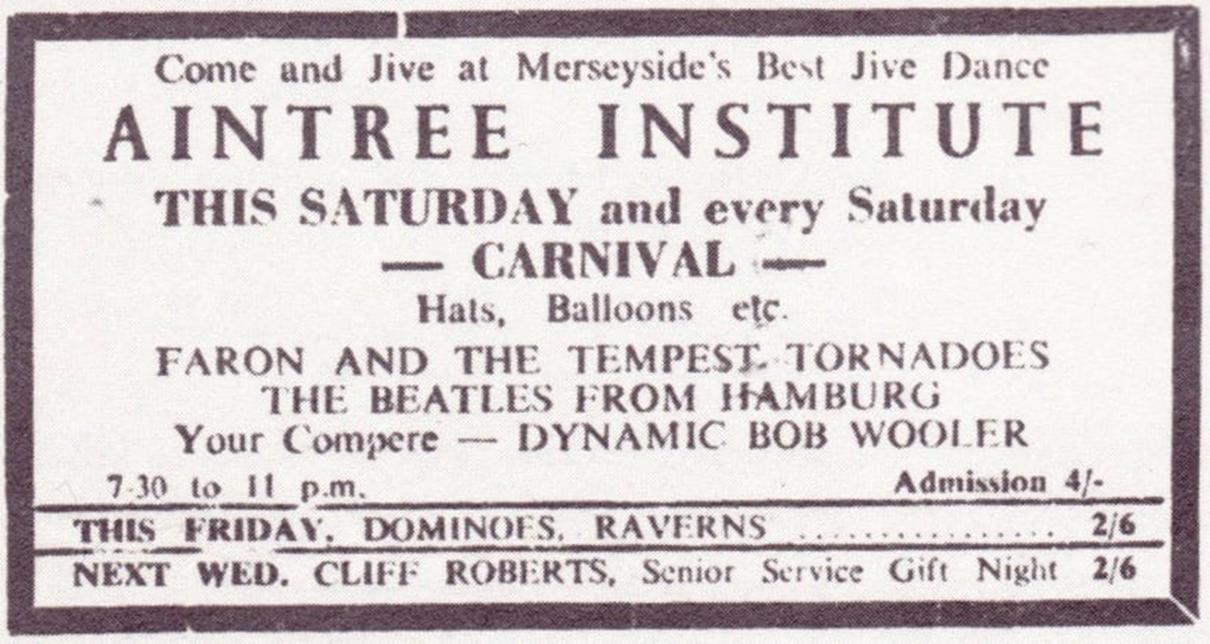 Come and Jive at Merseyside's Best Jive Dance
AINTREE INSTITUTE
THIS SATURDAY and every Saturday
— CARNIVAL —
Hats, Balloons etc.
FARON AND THE TEMPEST TORNADOES
THE BEATLES FROM HAMBURG
Your Compere — DYNAMIC BOB WOOLER
7-30 to 11 p.m. Admission 4/-
THIS FRIDAY, DOMINOES, RAVERNS ................ 2/6
NEXT WED. CLIFF ROBERTS, Senior Service Gift Night 2/6